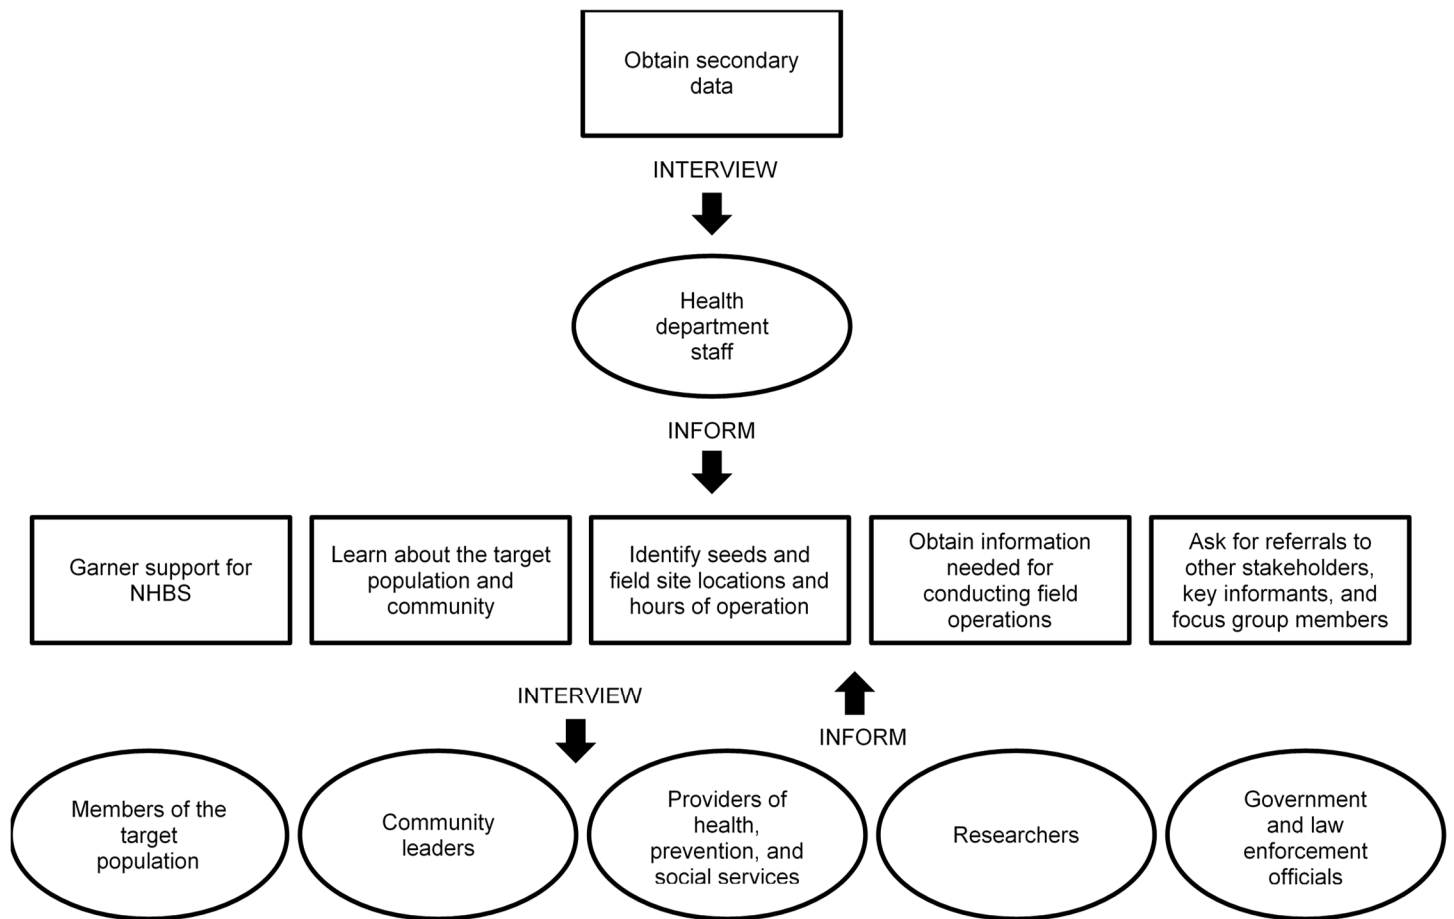 Obtain secondary
data
INTERVIEW
Health
department
staff
INFORM
Garner support for
NHBS
Learn about the target
population and
community
Identify seeds and
field site locations and
hours of operation
Obtain information
needed for
conducting field
operations
Ask for referrals to
other stakeholders,
key informants, and
focus group members
INTERVIEW
INFORM
Members of the
target
population
Community
leaders
Providers of
health,
prevention, and
social services
Researchers
Government
and law
enforcement
officials